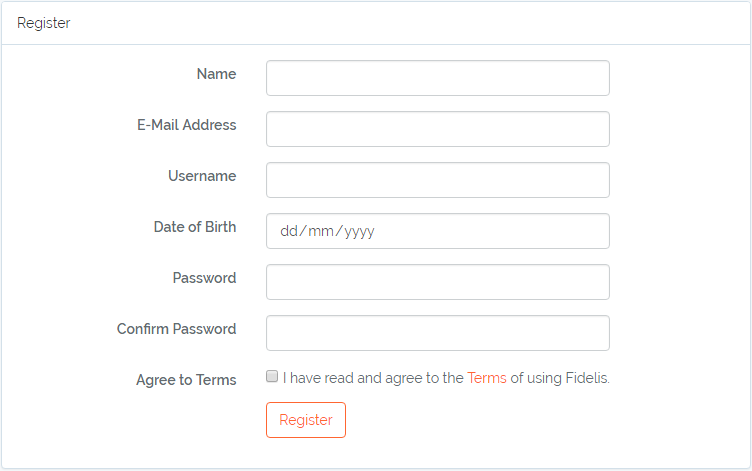 Register
Name
E-Mail Address
Username
Date of Birth dd/mm/yyyy
Password
Confirm Password
Agree to Terms I have read and agree to the Terms of using Fidelis.
Register